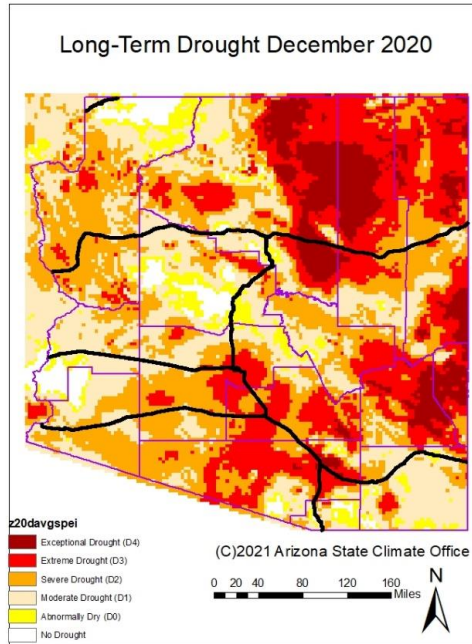 Long-Term Drought December 2020
z20davgspei
Exceptional Drought (D4)
Extreme Drought (D3)
Severe Drought (D2)
Moderate Drought (D1)
Abnormally Dry (D0)
No Drought
(C)2021 Arizona State Climate Office
0 20 40 80 120 160
Miles
N